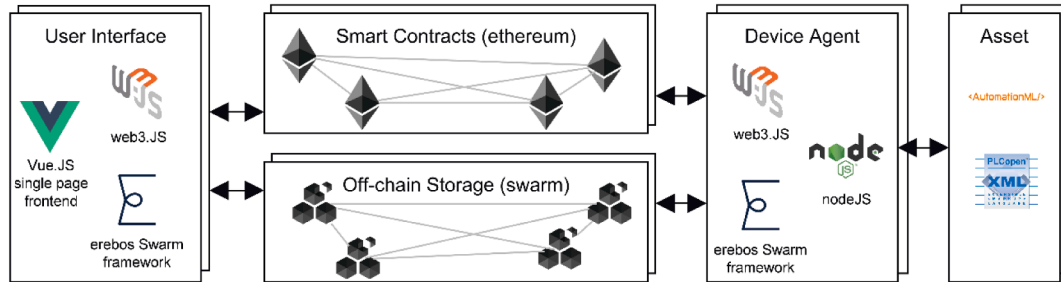 User Interface
web3.JS
Vue.JS
single page
frontend
erebos Swarm
framework
Smart Contracts (ethereum)
Off-chain Storage (swarm)
Device Agent
web3.JS
node
JS
nodeJS
erebos Swarm
framework
Asset
<AutomationML/>
PLCopen
XML